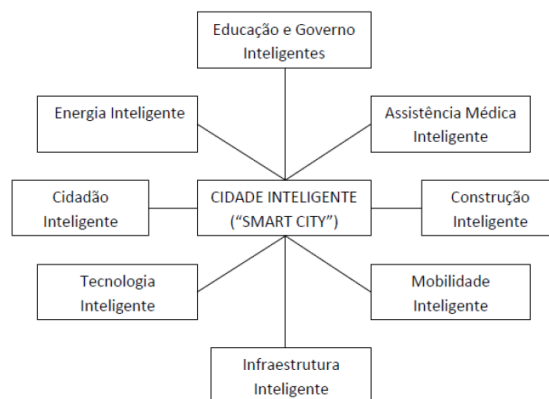 Educação e Governo
Inteligentes
Energia Inteligente
Assistência Médica
Inteligente
Cidadão
Inteligente
CIDADE INTELIGENTE
(“SMART CITY”)
Construção
Inteligente
Tecnologia
Inteligente
Mobilidade
Inteligente
Infraestrutura
Inteligente